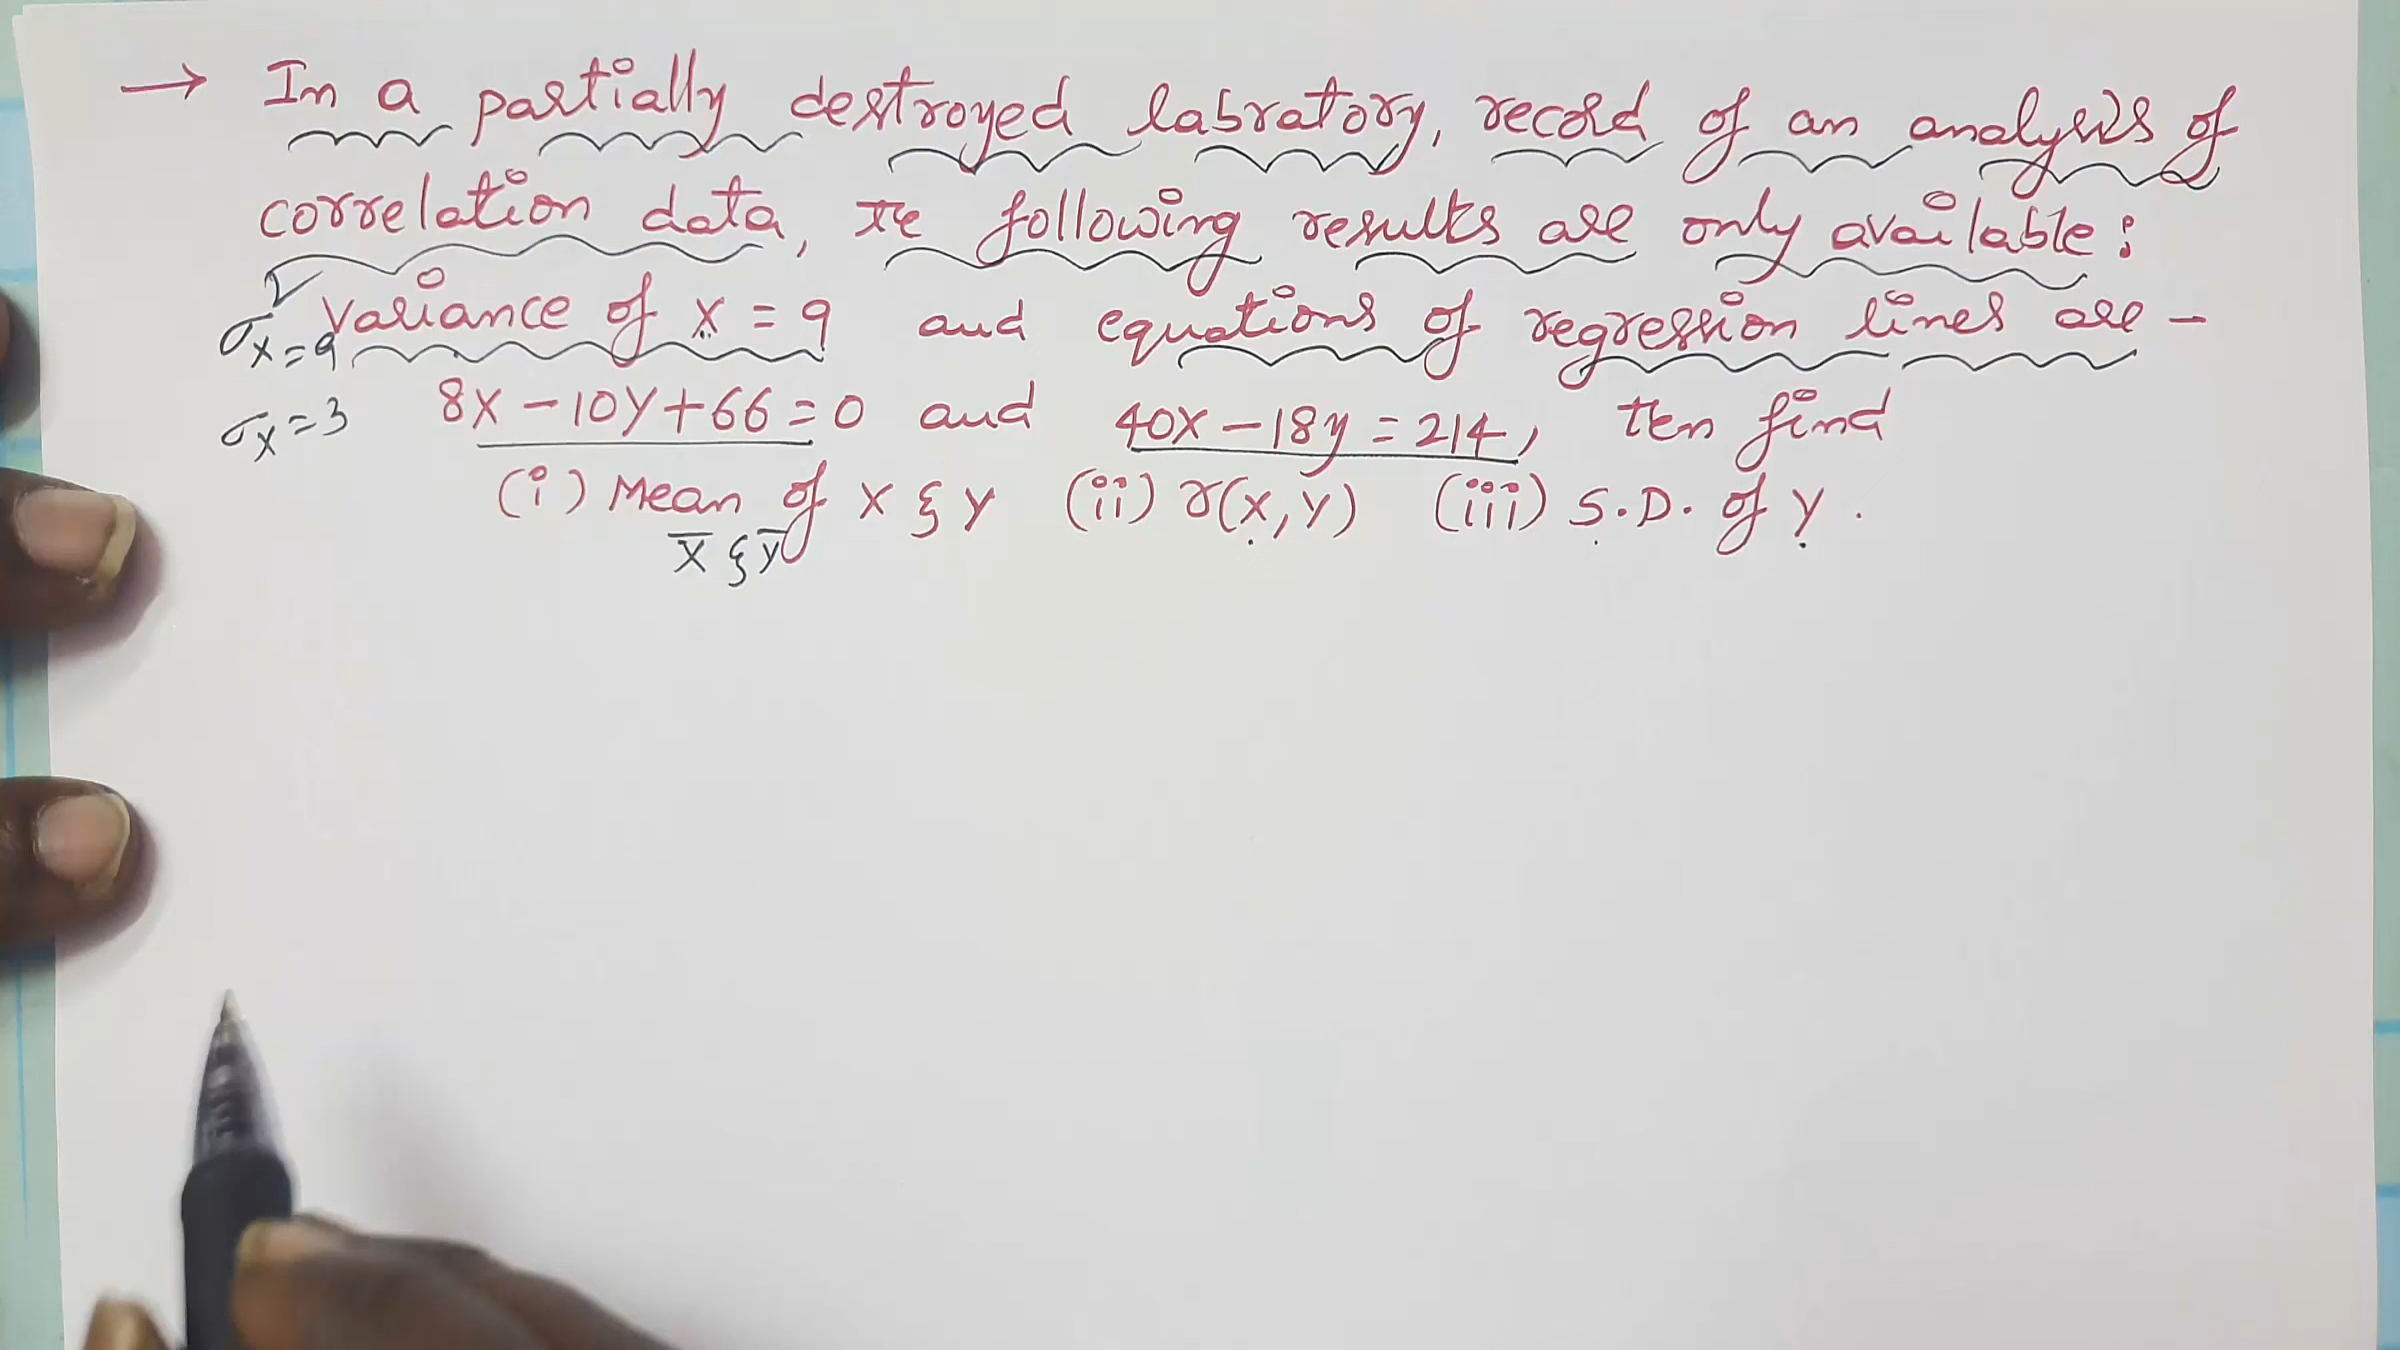 → In a partially destroyed labratory, record of an analysis of
correlation data, the following results are only available:
σx² = 9 Variance of X = 9 and equations of regression lines are -
σx = 3 8X - 10Y + 66 = 0 and 40X - 18y = 214, then find
(i) Mean of X & Y (ii) r(X, Y) (iii) S.D. of Y.
X̅ & Y̅